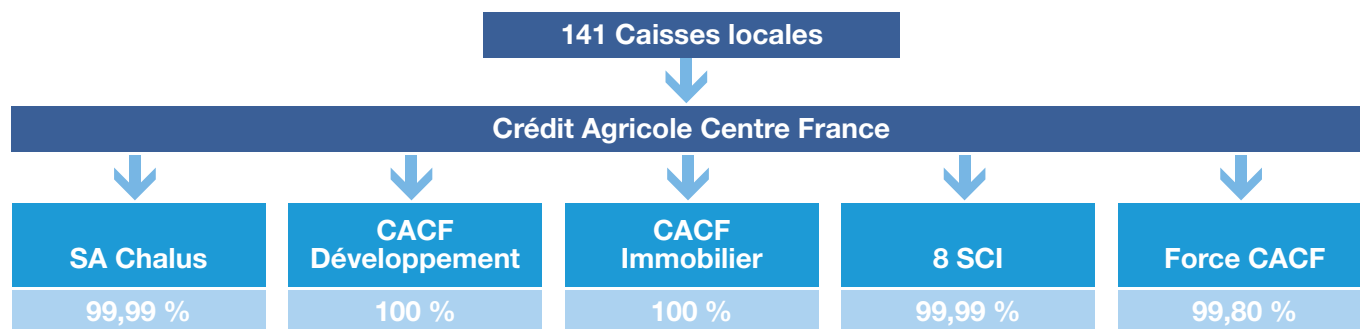 141 Caisses locales
Crédit Agricole Centre France
SA Chalus
CACF
Développement
CACF
Immobilier
8 SCI
Force CACF
99,99 %
100 %
100 %
99,99 %
99,80 %